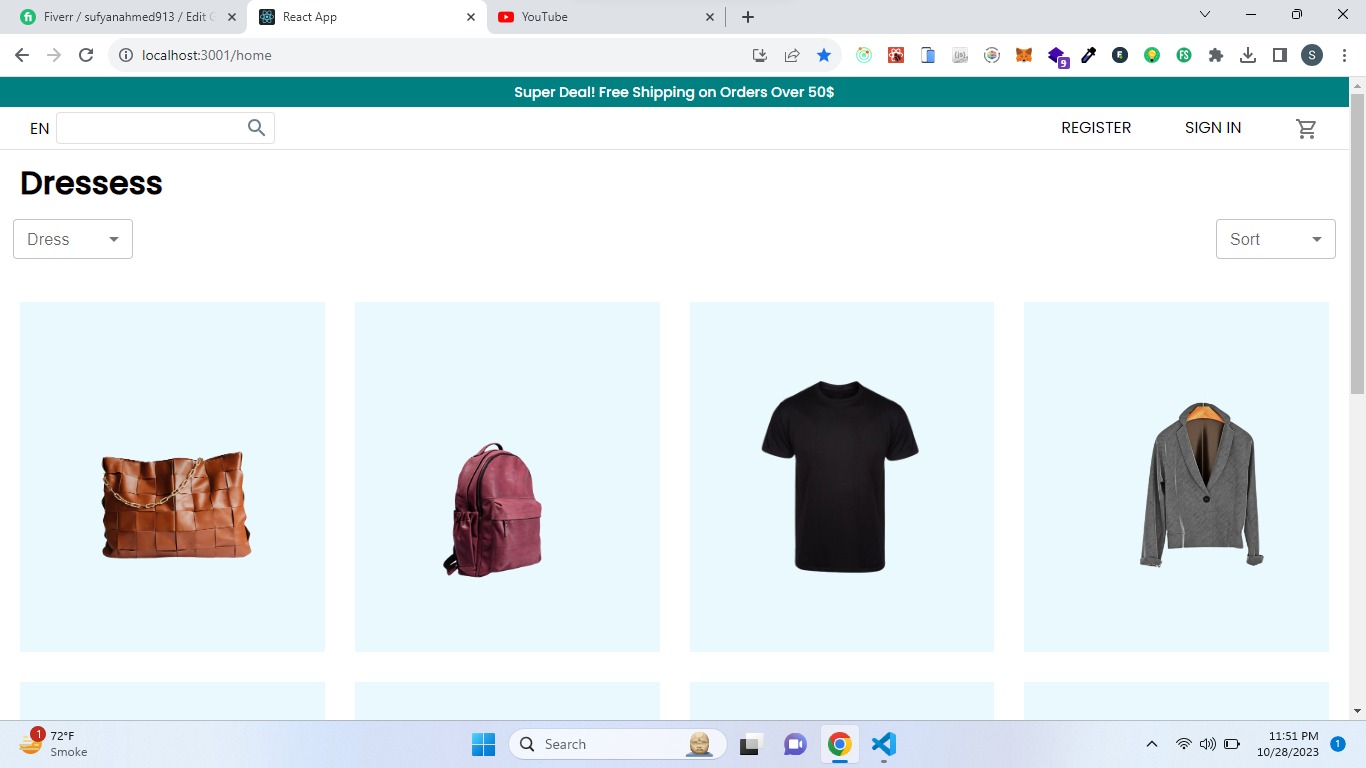 Fiverr / sufyanahmed913 / Edit G
React App
YouTube
localhost:3001/home
9
S
Super Deal! Free Shipping on Orders Over 50$
EN
REGISTER
SIGN IN
Dressess
Dress
Sort
1
72°F
Smoke
Search
11:51 PM
10/28/2023
1